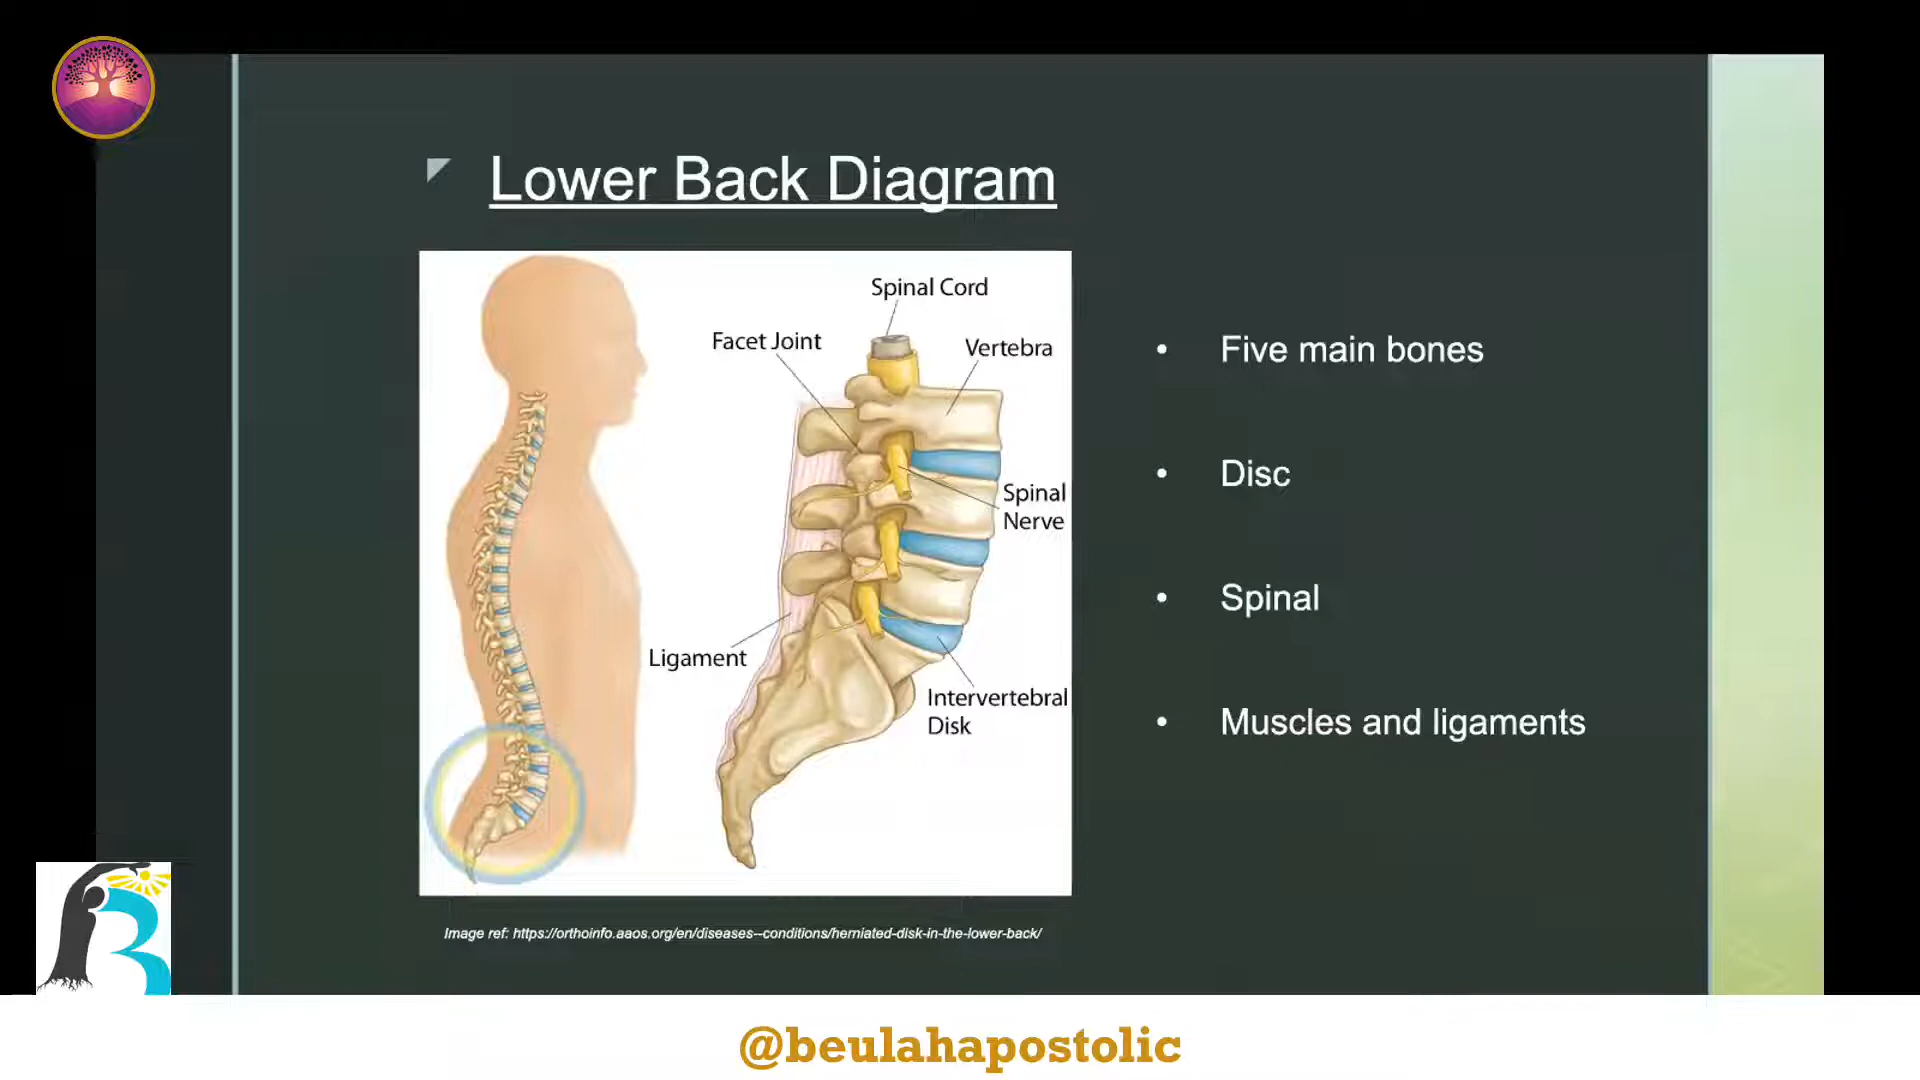 Lower Back Diagram
Spinal Cord
Facet Joint
Vertebra
Spinal
Nerve
Ligament
Intervertebral
Disk
• Five main bones
• Disc
• Spinal
• Muscles and ligaments
Image ref: https://orthoinfo.aaos.org/en/diseases--conditions/herniated-disk-in-the-lower-back/
@beulahapostolic